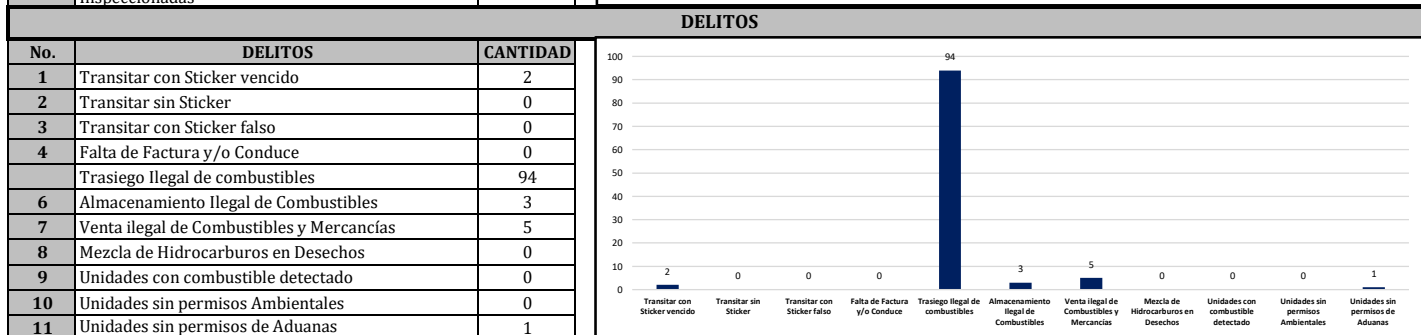 Inspeccionadas
DELITOS
No. DELITOS CANTIDAD
1 Transitar con Sticker vencido 2
2 Transitar sin Sticker 0
3 Transitar con Sticker falso 0
4 Falta de Factura y/o Conduce 0
Trasiego Ilegal de combustibles 94
6 Almacenamiento Ilegal de Combustibles 3
7 Venta ilegal de Combustibles y Mercancías 5
8 Mezcla de Hidrocarburos en Desechos 0
9 Unidades con combustible detectado 0
10 Unidades sin permisos Ambientales 0
11 Unidades sin permisos de Aduanas 1
100
90
80
70
60
50
40
30
20
10
0
2 0 0 0 94 3 5 0 0 0 1
Transitar con
Sticker vencido
Transitar sin
Sticker
Transitar con
Sticker falso
Falta de Factura
y/o Conduce
Trasiego Ilegal de
combustibles
Almacenamiento
Ilegal de
Combustibles
Venta ilegal de
Combustibles y
Mercancías
Mezcla de
Hidrocarburos en
Desechos
Unidades con
combustible
detectado
Unidades sin
permisos
Ambientales
Unidades sin
permisos de
Aduanas